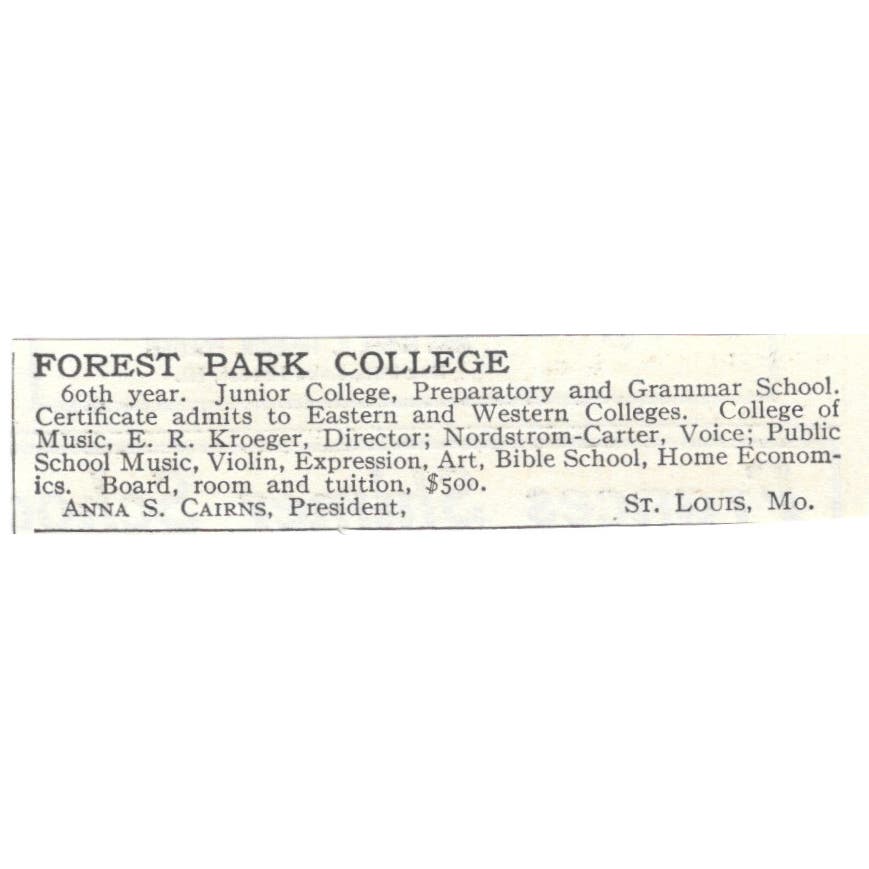 FOREST PARK COLLEGE
60th year. Junior College, Preparatory and Grammar School.
Certificate admits to Eastern and Western Colleges. College of
Music, E. R. Kroeger, Director; Nordstrom-Carter, Voice; Public
School Music, Violin, Expression, Art, Bible School, Home Econom-
ics. Board, room and tuition, $500.
ANNA S. CAIRNS, President, ST. LOUIS, MO.